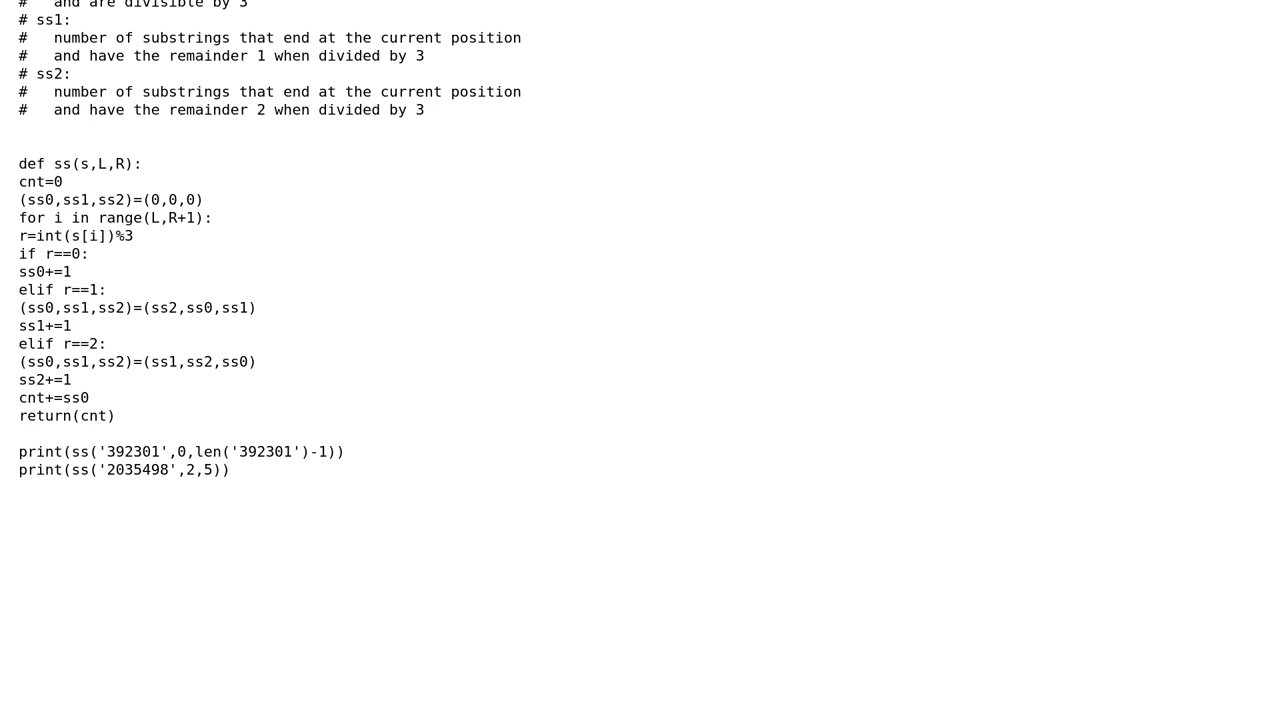 #   and are divisible by 3
# ss1:
#   number of substrings that end at the current position
#   and have the remainder 1 when divided by 3
# ss2:
#   number of substrings that end at the current position
#   and have the remainder 2 when divided by 3
def ss(s,L,R):
cnt=0
(ss0,ss1,ss2)=(0,0,0)
for i in range(L,R+1):
r=int(s[i])%3
if r==0:
ss0+=1
elif r==1:
(ss0,ss1,ss2)=(ss2,ss0,ss1)
ss1+=1
elif r==2:
(ss0,ss1,ss2)=(ss1,ss2,ss0)
ss2+=1
cnt+=ss0
return(cnt)
print(ss('392301',0,len('392301')-1))
print(ss('2035498',2,5))